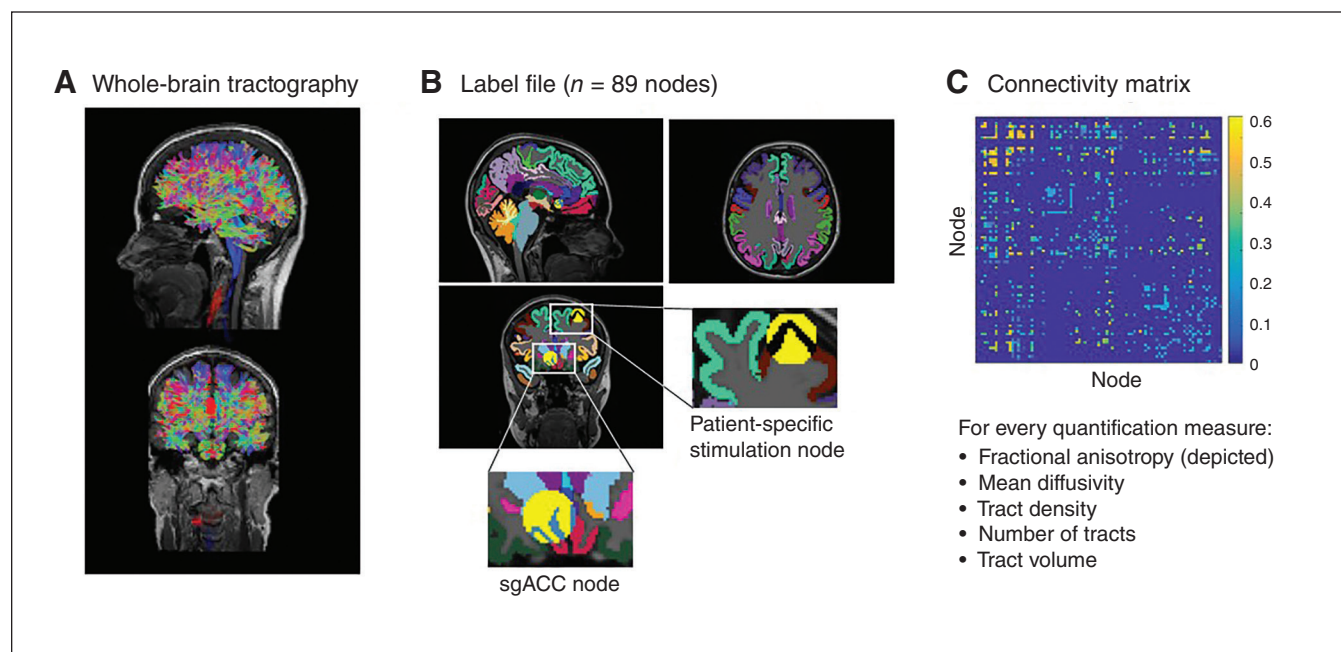 A Whole-brain tractography
B Label file (n = 89 nodes)
C Connectivity matrix
Patient-specific
stimulation node
sgACC node
Node
0.6
0.5
0.4
0.3
0.2
0.1
0
Node
For every quantification measure:
• Fractional anisotropy (depicted)
• Mean diffusivity
• Tract density
• Number of tracts
• Tract volume